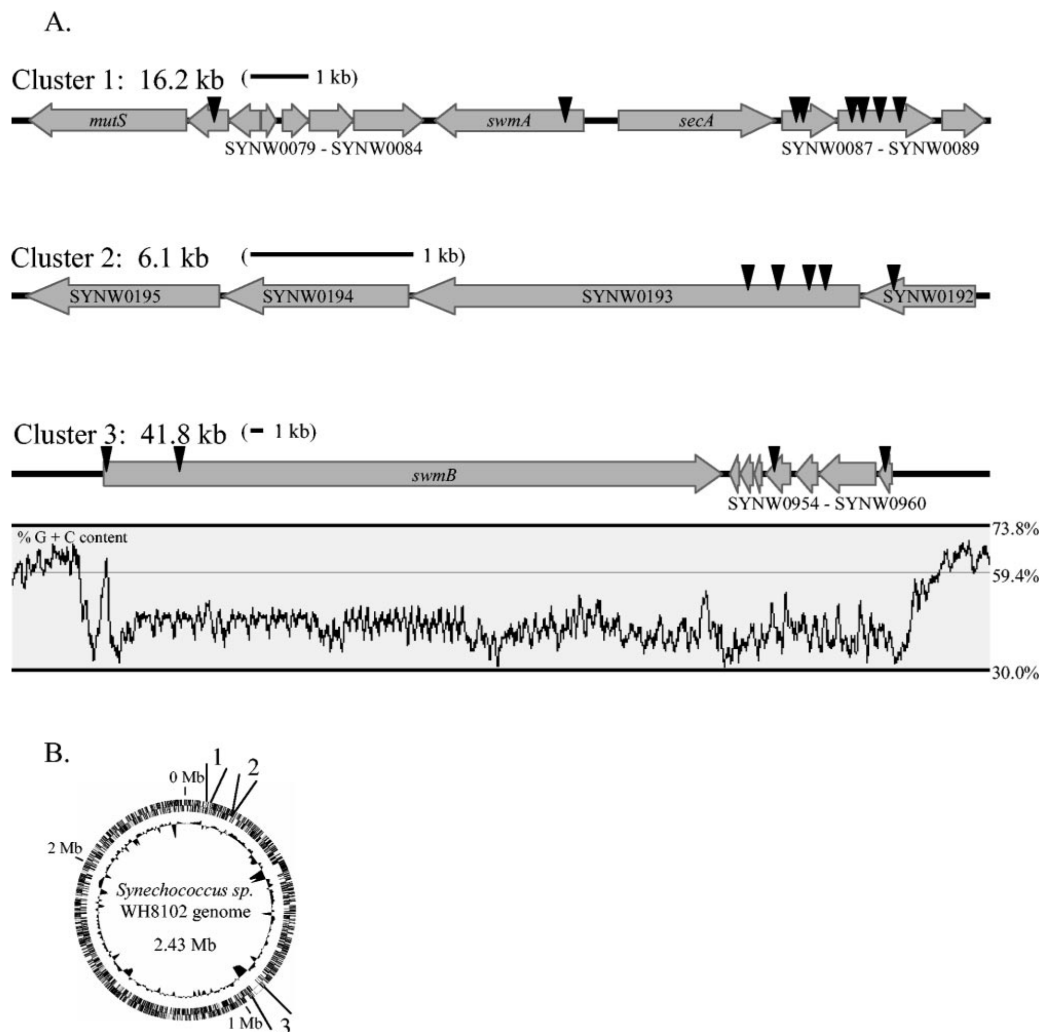 A.
Cluster 1: 16.2 kb ( 1 kb)
mutS swmA secA
SYNW0079 - SYNW0084 SYNW0087 - SYNW0089
Cluster 2: 6.1 kb ( 1 kb)
SYNW0195 SYNW0194 SYNW0193 SYNW0192
Cluster 3: 41.8 kb ( 1 kb)
swmB
SYNW0954 - SYNW0960
% G + C content
73.8%
59.4%
30.0%
B.
0 Mb 1 2
2 Mb
Synechococcus sp.
WH8102 genome
2.43 Mb
1 Mb 3